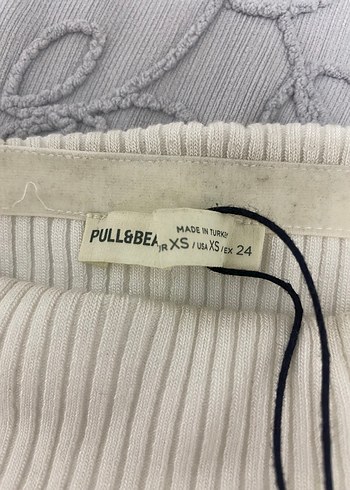 PULL&BEA
MADE IN TURKEY
XS / USA XS / EX 24